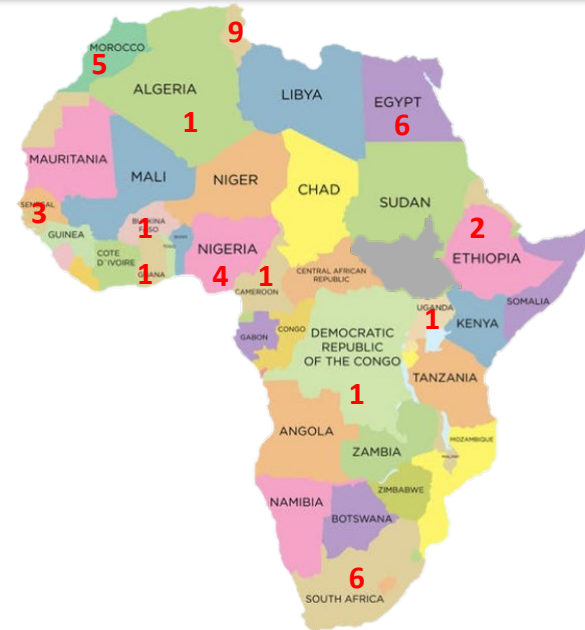 9
MOROCCO
5
ALGERIA
LIBYA
EGYPT
1
6
MAURITANIA
MALI
NIGER
CHAD
SUDAN
SENEGAL
3
BURKINA
FASO
1
2
GUINEA
NIGERIA
ETHIOPIA
COTE
D`IVOIRE
GHANA
1
4
1
CAMEROON
CENTRAL AFRICAN
REPUBLIC
SOMALIA
UGANDA
1
KENYA
GABON
CONGO
DEMOCRATIC
REPUBLIC
OF THE CONGO
1
TANZANIA
ANGOLA
ZAMBIA
MOZAMBIQUE
ZIMBABWE
NAMIBIA
BOTSWANA
6
SOUTH AFRICA